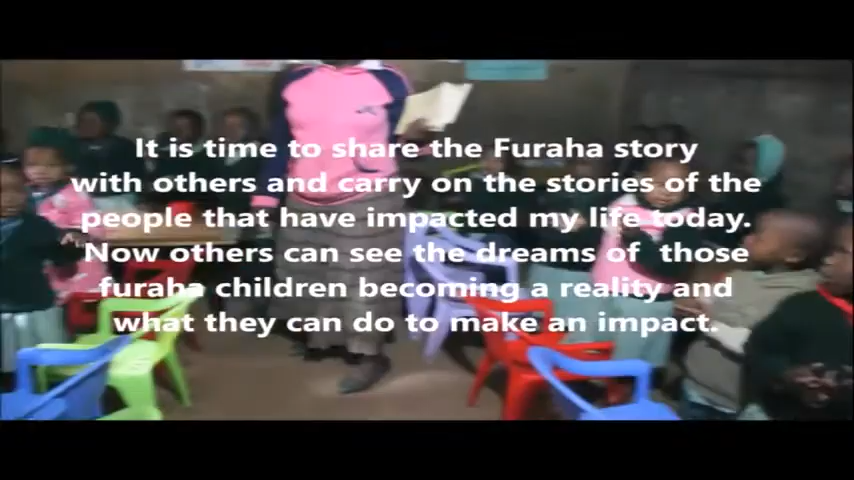 It is time to share the Furaha story
with others and carry on the stories of the
people that have impacted my life today.
Now others can see the dreams of those
furaha children becoming a reality and
what they can do to make an impact.